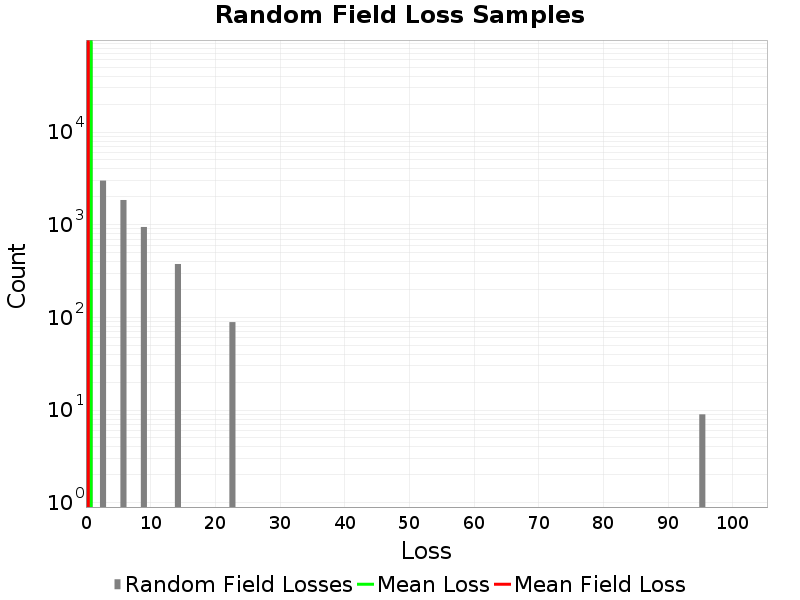 Random Field Loss Samples
Count
10^4
10^3
10^2
10^1
10^0
0 10 20 30 40 50 60 70 80 90 100
Loss
Random Field Losses Mean Loss Mean Field Loss